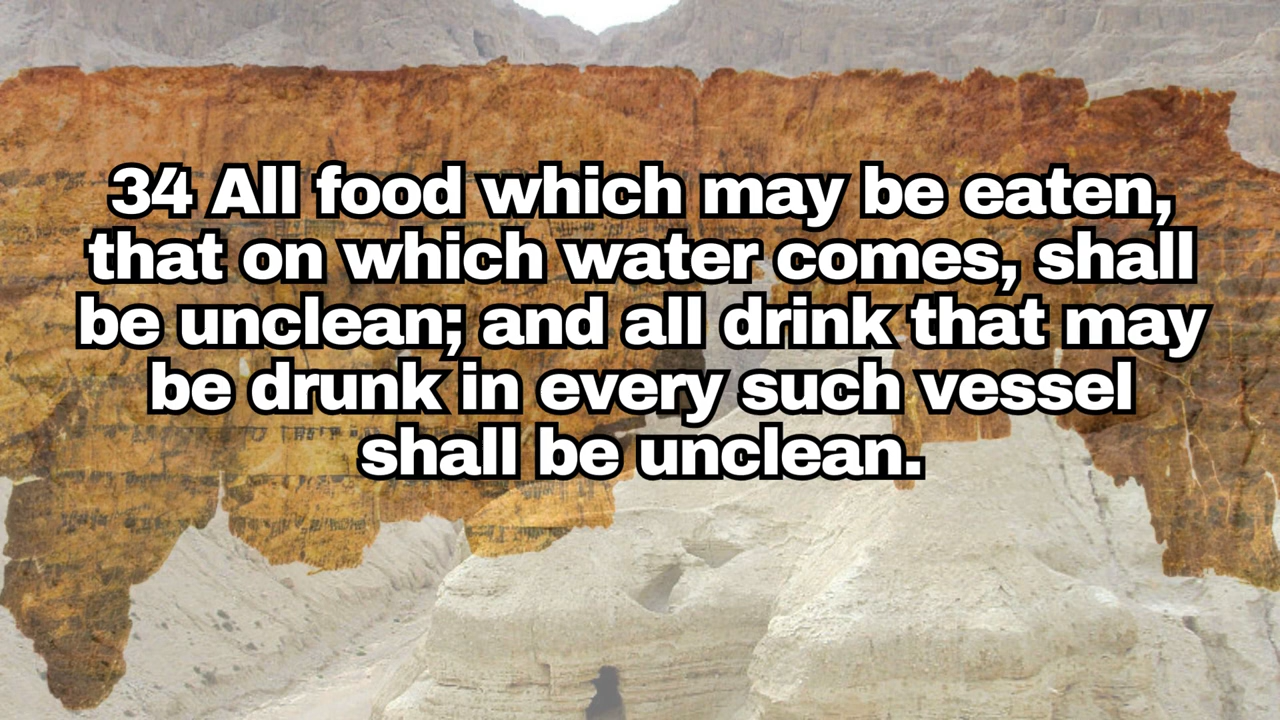 34 All food which may be eaten,
that on which water comes, shall
be unclean; and all drink that may
be drunk in every such vessel
shall be unclean.